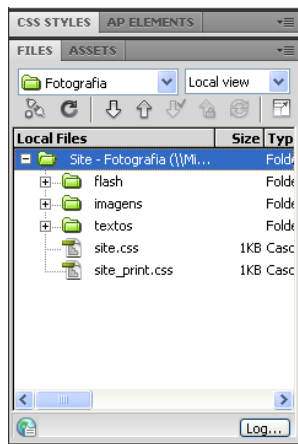 CSS STYLES AP ELEMENTS
FILES ASSETS
Fotografia Local view
Local Files Size Typ
Site - Fotografia (\\Mi... Fold
flash Folde
imagens Folde
textos Folde
site.css 1KB Casc
site_print.css 1KB Casc
Log...